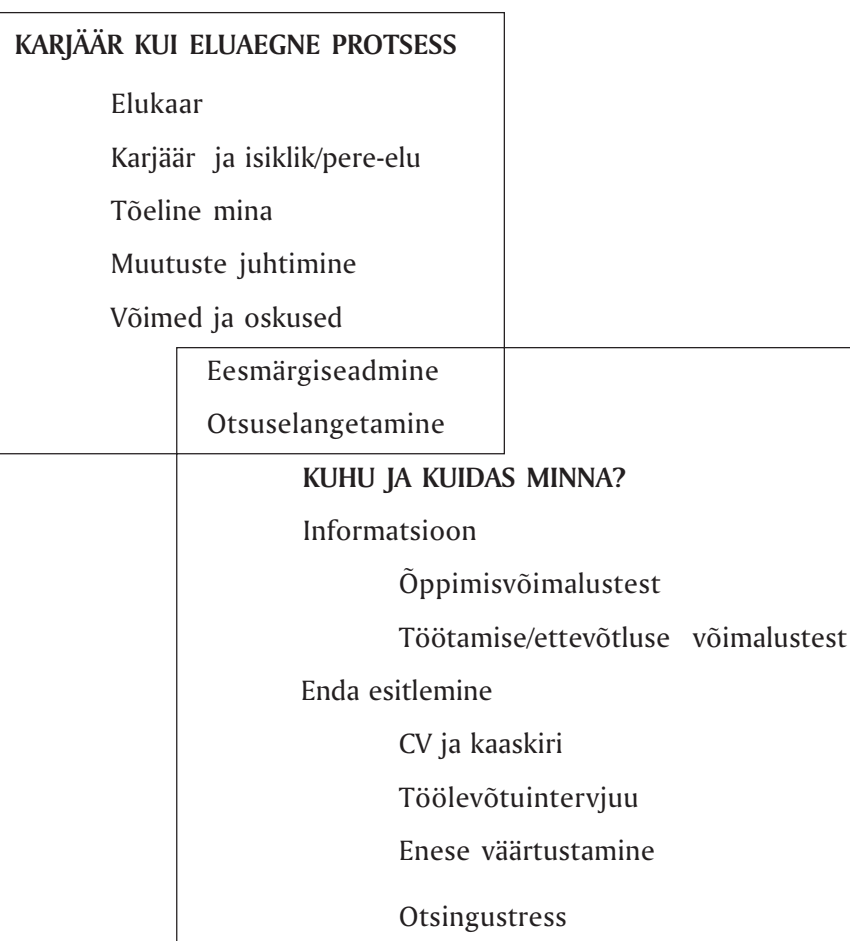 KARJÄÄR KUI ELUAEGNE PROTSESS
Elukaar
Karjäär ja isiklik/pere-elu
Tõeline mina
Muutuste juhtimine
Võimed ja oskused
Eesmärgiseadmine
Otsuselangetamine
KUHU JA KUIDAS MINNA?
Informatsioon
Õppimisvõimalustest
Töötamise/ettevõtluse võimalustest
Enda esitlemine
CV ja kaaskiri
Töölevõtuintervjuu
Enese väärtustamine
Otsingustress